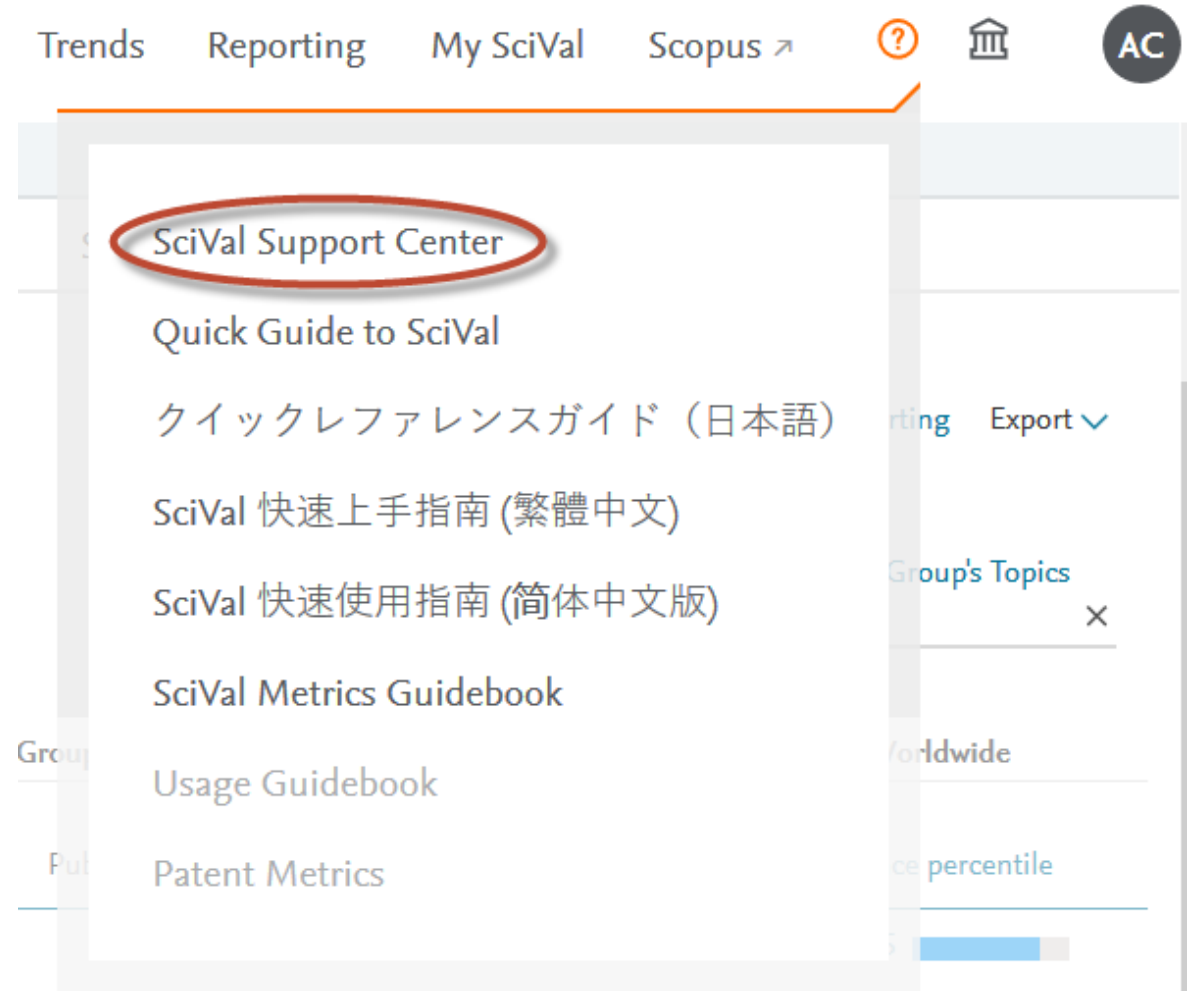 Trends Reporting My SciVal Scopus ↗ ? AC
SciVal Support Center
Quick Guide to SciVal
クイックレファレンスガイド（日本語）
rting Export
SciVal 快速上手指南 (繁體中文)
Group's Topics
SciVal 快速使用指南 (简体中文版)
SciVal Metrics Guidebook
Group
orldwide
Usage Guidebook
Pub
Patent Metrics
ce percentile